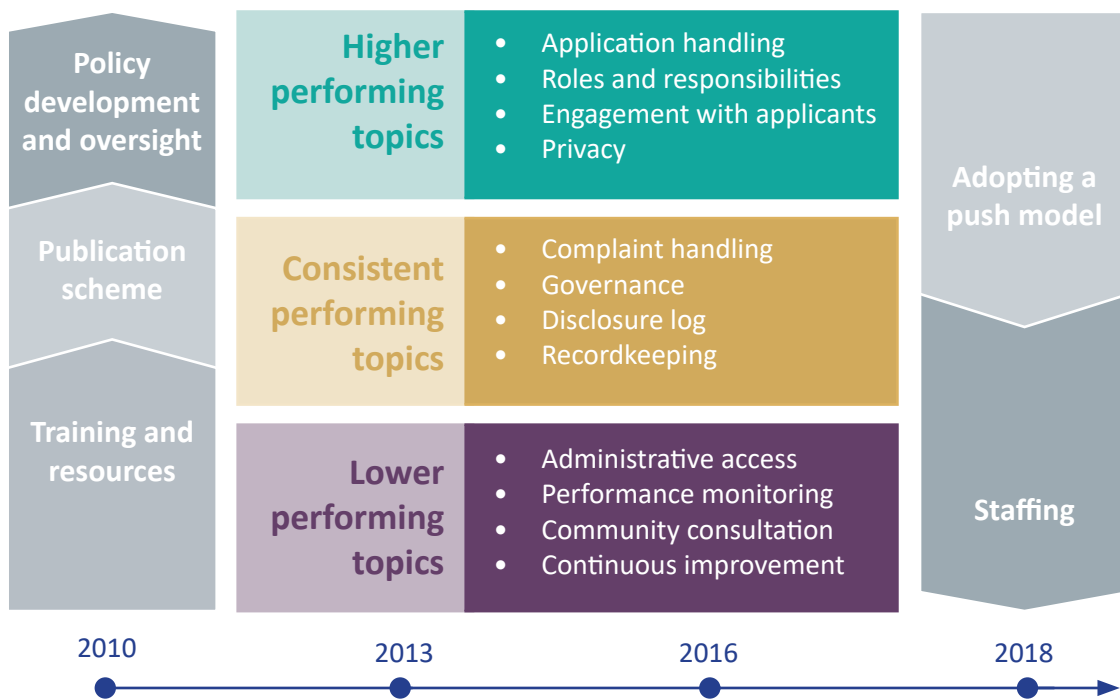 Policy
development
and oversight
Publication
scheme
Training and
resources
Higher
performing
topics
• Application handling
• Roles and responsibilities
• Engagement with applicants
• Privacy
Consistent
performing
topics
• Complaint handling
• Governance
• Disclosure log
• Recordkeeping
Lower
performing
topics
• Administrative access
• Performance monitoring
• Community consultation
• Continuous improvement
Adopting a
push model
Staffing
2010
2013
2016
2018